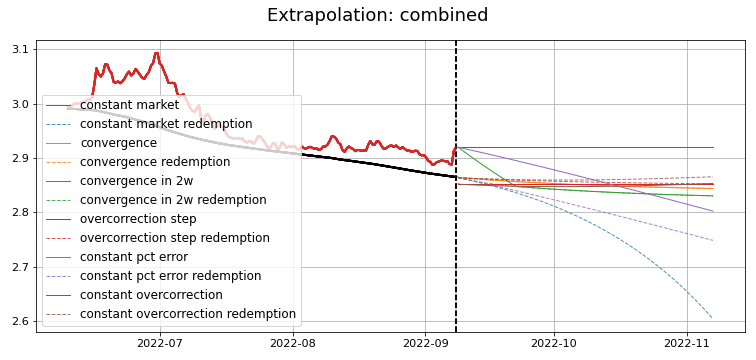 Extrapolation: combined
3.1
3.0
2.9
2.8
2.7
2.6
constant market
constant market redemption
convergence
convergence redemption
convergence in 2w
convergence in 2w redemption
overcorrection step
overcorrection step redemption
constant pct error
constant pct error redemption
constant overcorrection
constant overcorrection redemption
2022-07 2022-08 2022-09 2022-10 2022-11